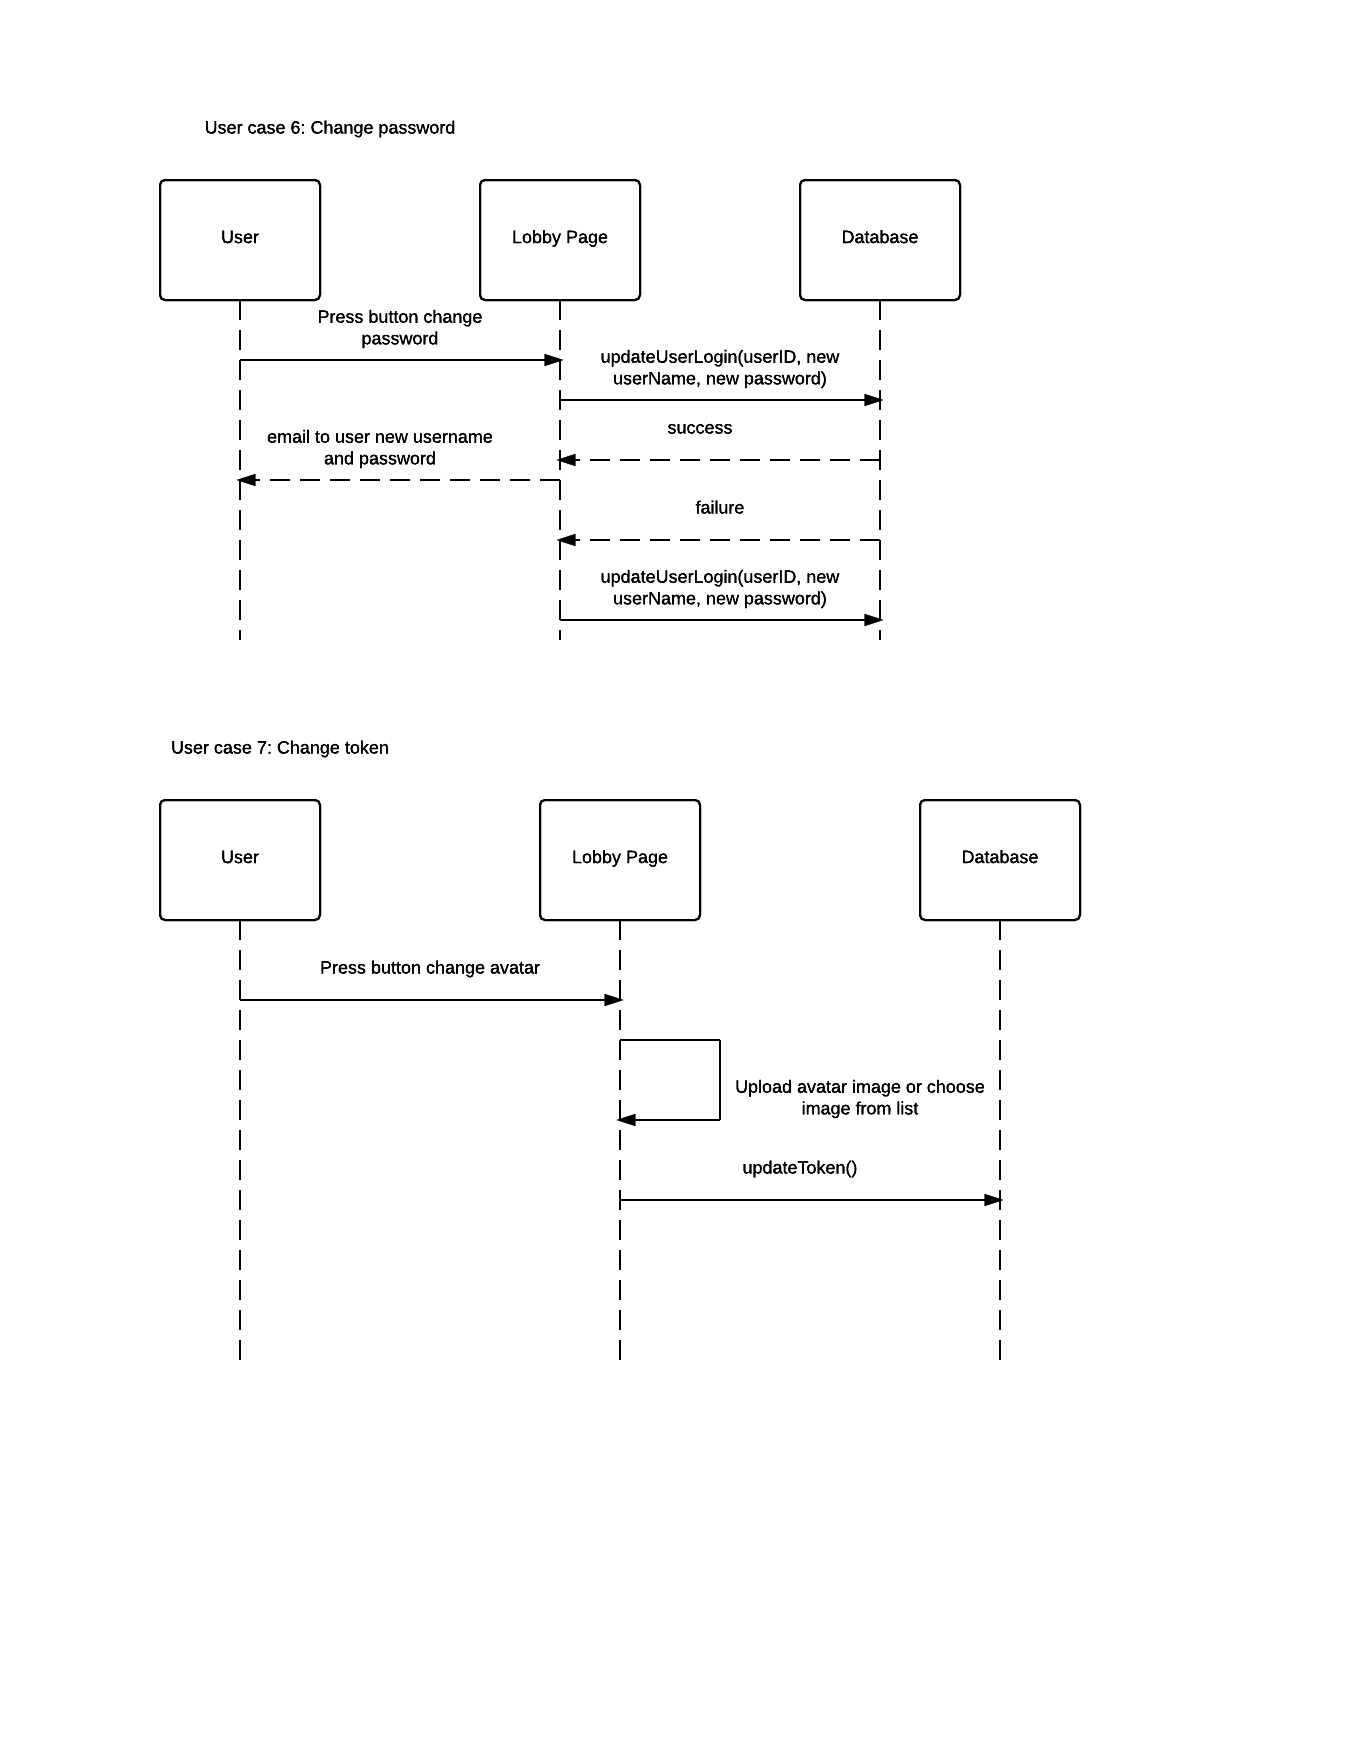 User case 6: Change password
User
Lobby Page
Database
Press button change
password
updateUserLogin(userID, new
userName, new password)
success
email to user new username
and password
failure
updateUserLogin(userID, new
userName, new password)
User case 7: Change token
User
Lobby Page
Database
Press button change avatar
Upload avatar image or choose
image from list
updateToken()